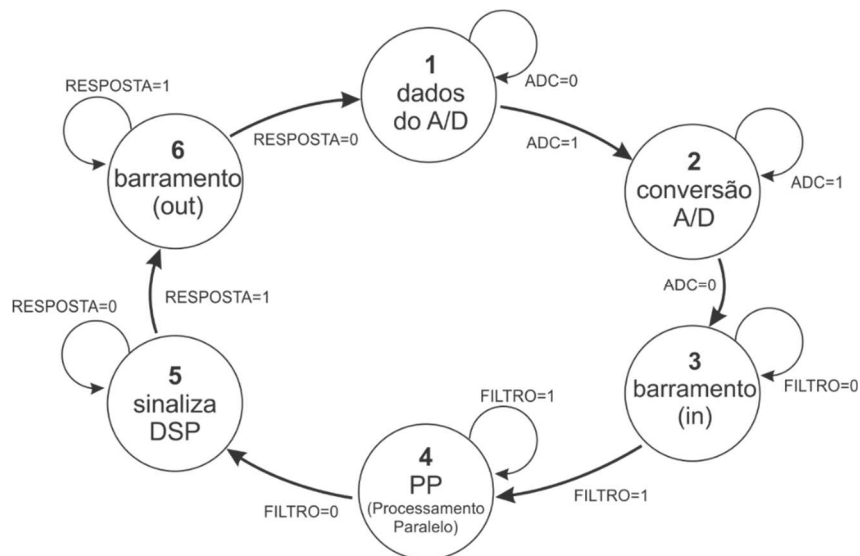 1
dados
do A/D
ADC=0
ADC=1
2
conversão
A/D
ADC=1
ADC=0
3
barramento
(in)
FILTRO=0
FILTRO=1
4
PP
(Processamento
Paralelo)
FILTRO=1
FILTRO=0
5
sinaliza
DSP
RESPOSTA=0
RESPOSTA=1
6
barramento
(out)
RESPOSTA=1
RESPOSTA=0